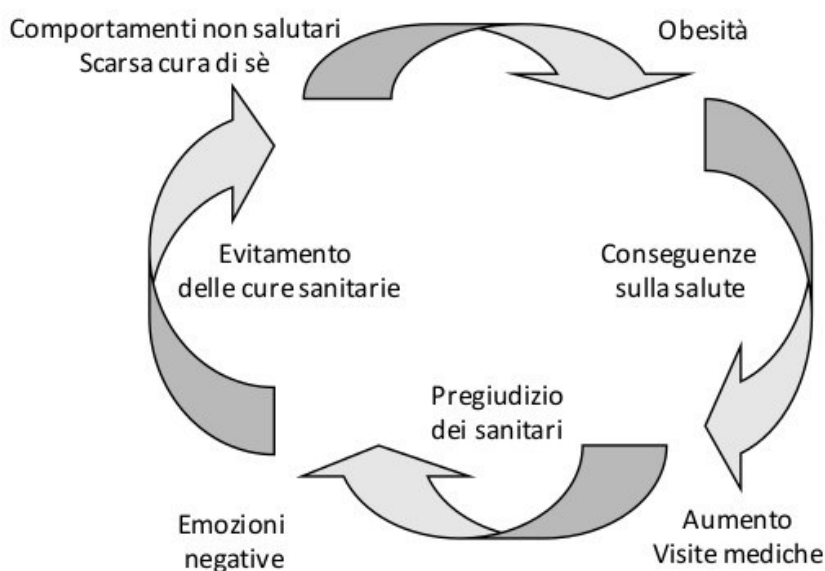 Comportamenti non salutari
Scarsa cura di sè
Obesità
Evitamento
delle cure sanitarie
Conseguenze
sulla salute
Pregiudizio
dei sanitari
Emozioni
negative
Aumento
Visite mediche